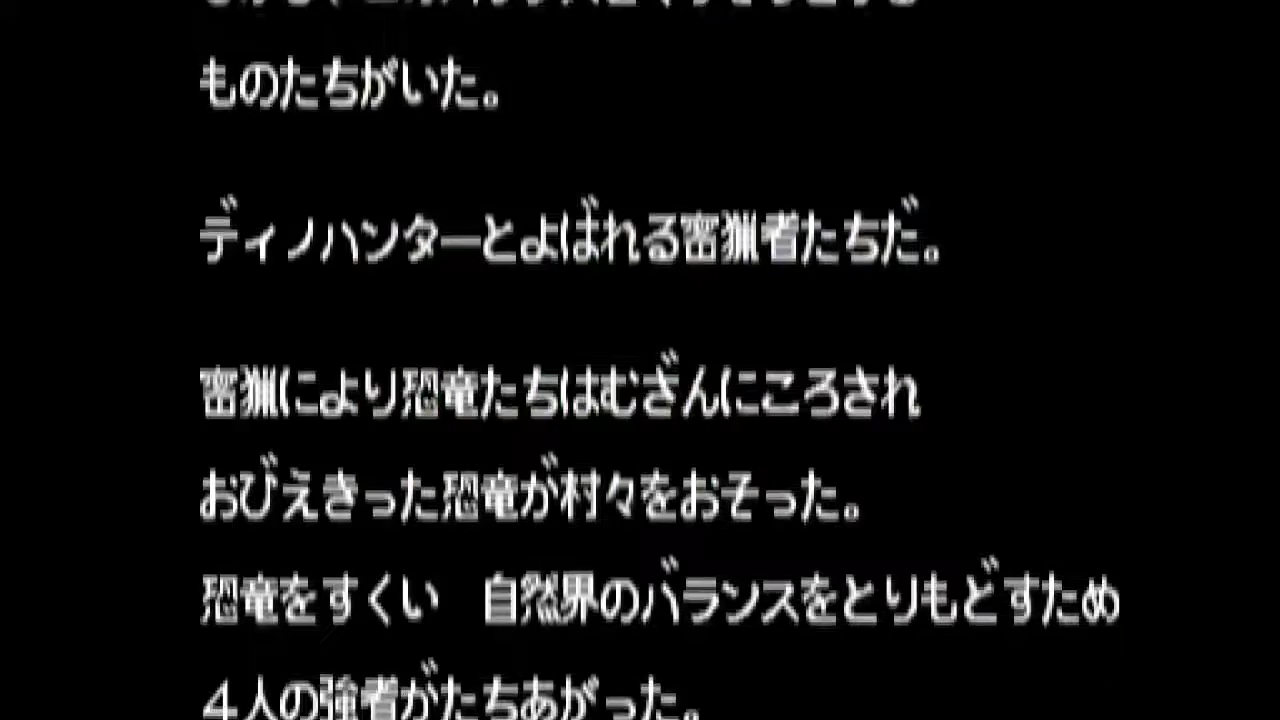 ものたちがいた。
ディノハンターとよばれる密猟者たちだ。
密猟により恐竜たちはむざんにころされ
おびえきった恐竜が村々をおそった。
恐竜をすくい　自然界のバランスをとりもどすため
４人の強者がたちあがった。